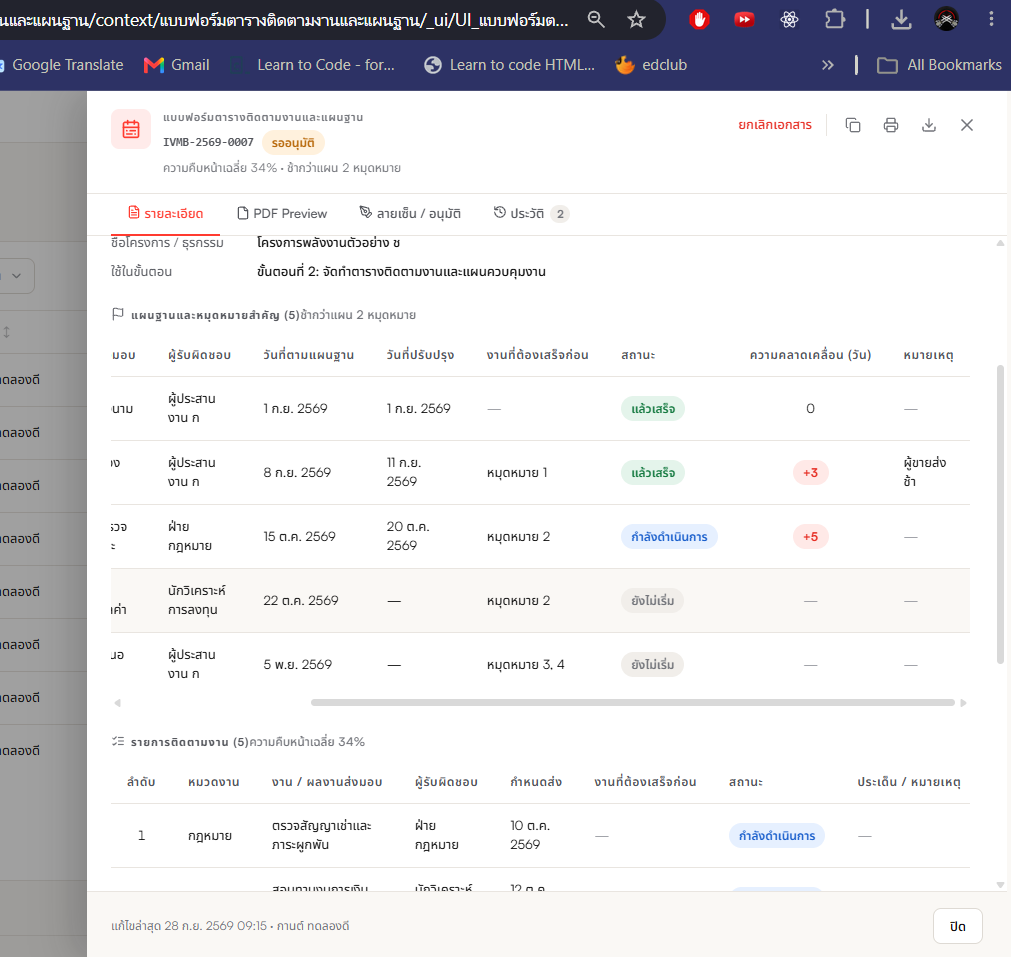 นและแผนฐาน/context/แบบฟอร์มตารางติดตามงานและแผนฐาน/_ui/UI_แบบฟอร์มต...
Google Translate Gmail Learn to Code - for... Learn to code HTML... edclub » All Bookmarks
แบบฟอร์มตารางติดตามงานและแผนฐาน
IVMB-2569-0007 รออนุมัติ
ความคืบหน้าเฉลี่ย 34% • ช้ากว่าแผน 2 หมุดหมาย
ยกเลิกเอกสาร
รายละเอียด PDF Preview ลายเซ็น / อนุมัติ ประวัติ 2
ชื่อโครงการ / ธุรกรรม โครงการพลังงานตัวอย่าง ช
ใช้ในขั้นตอน ขั้นตอนที่ 2: จัดทำตารางติดตามงานและแผนควบคุมงาน
แผนฐานและหมุดหมายสำคัญ (5)ช้ากว่าแผน 2 หมุดหมาย
มอบ ผู้รับผิดชอบ วันที่ตามแผนฐาน วันที่ปรับปรุง งานที่ต้องเสร็จก่อน สถานะ ความคลาดเคลื่อน (วัน) หมายเหตุ
ผู้ประสาน
งาน ก
1 ก.ย. 2569 1 ก.ย. 2569 — แล้วเสร็จ 0 —
ผู้ประสาน
งาน ก
8 ก.ย. 2569
11 ก.ย.
2569
หมุดหมาย 1 แล้วเสร็จ +3
ผู้ขายส่ง
ช้า
ฝ่าย
กฎหมาย
15 ต.ค. 2569
20 ต.ค.
2569
หมุดหมาย 2 กำลังดำเนินการ +5 —
นักวิเคราะห์
การลงทุน
22 ต.ค. 2569 — หมุดหมาย 2 ยังไม่เริ่ม — —
ผู้ประสาน
งาน ก
5 พ.ย. 2569 — หมุดหมาย 3, 4 ยังไม่เริ่ม — —
รายการติดตามงาน (5)ความคืบหน้าเฉลี่ย 34%
ลำดับ หมวดงาน งาน / ผลงานส่งมอบ ผู้รับผิดชอบ กำหนดส่ง งานที่ต้องเสร็จก่อน สถานะ ประเด็น / หมายเหตุ
1 กฎหมาย
ตรวจสัญญาเช่าและ
ภาระผูกพัน
ฝ่าย
กฎหมาย
10 ต.ค.
2569
— กำลังดำเนินการ —
สอบทานงานการเงิน นักวิเคราะห์ 12 ต.ค.
แก้ไขล่าสุด 28 ก.ย. 2569 09:15 • กานต์ ทดลองดี
ปิด